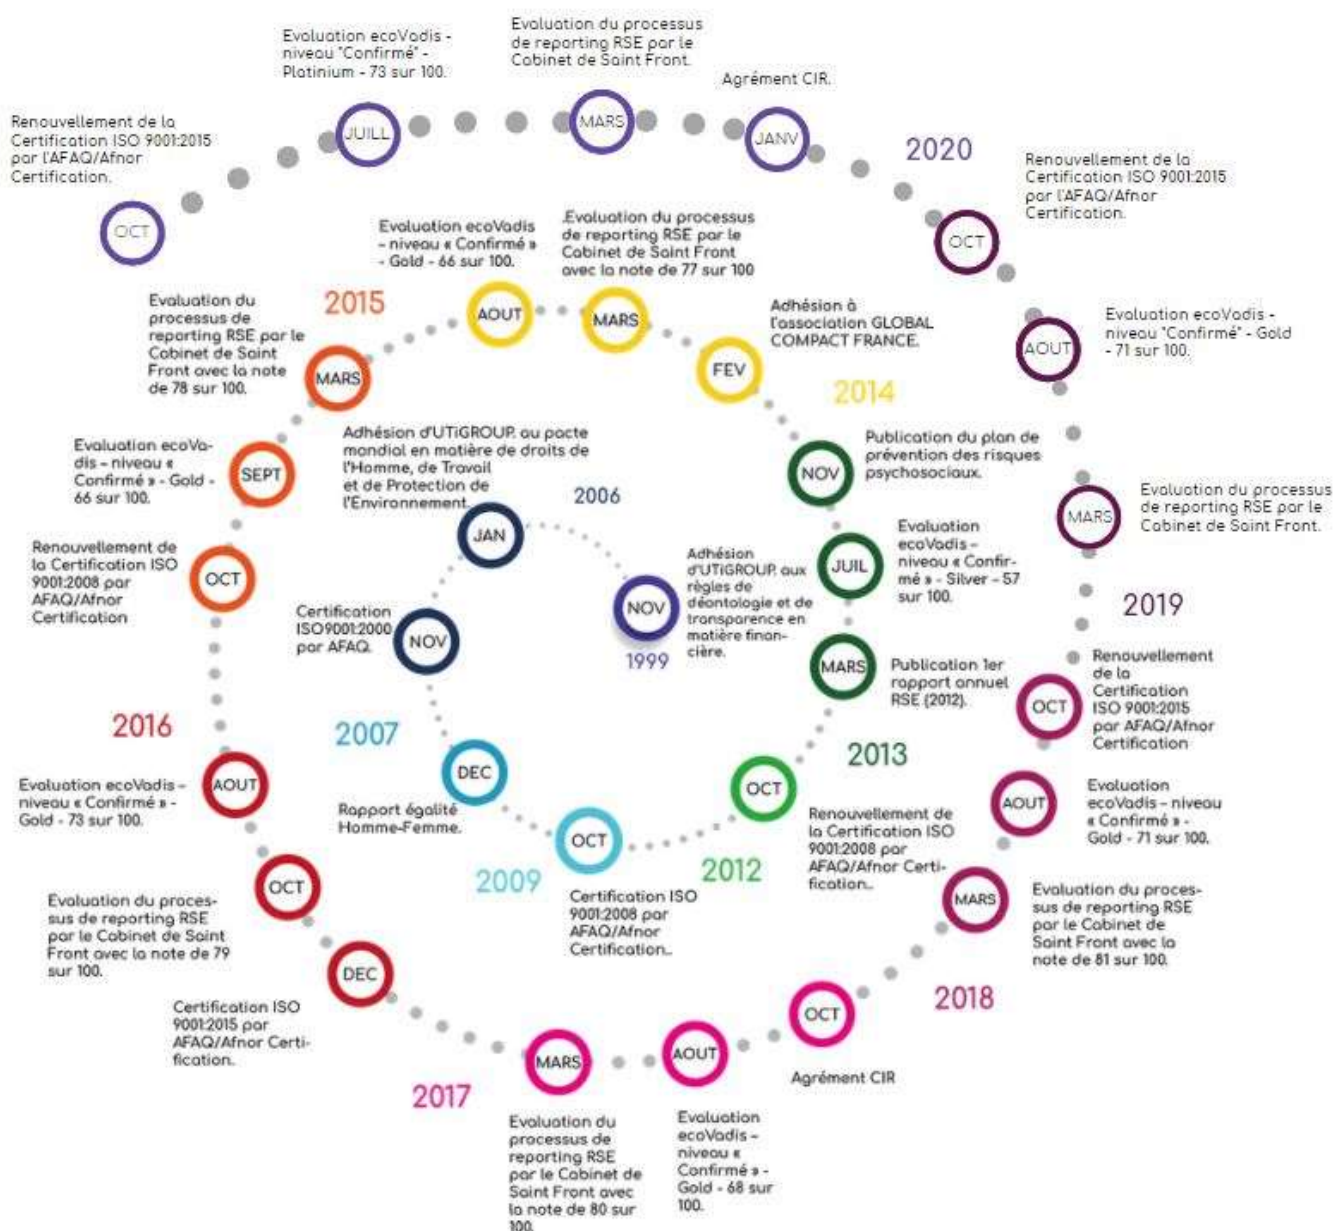 Evaluation ecoVadis -
niveau "Confirmé" -
Platinium - 73 sur 100.
Evaluation du processus
de reporting RSE par le
Cabinet de Saint Front.
Agrément CIR.
Renouvellement de la
Certification ISO 9001:2015
par l'AFAQ/Afnor
Certification.
OCT
JUILL
MARS
JANV
2020
Renouvellement de la
Certification ISO 9001:2015
par l'AFAQ/Afnor
Certification.
OCT
Evaluation ecoVadis -
niveau "Confirmé" - Gold
- 71 sur 100.
AOUT
Evaluation du processus
de reporting RSE par le
Cabinet de Saint Front.
MARS
2019
Renouvellement
de la
Certification
ISO 9001:2015
par AFAQ/Afnor
Certification
OCT
Evaluation
ecoVadis – niveau
« Confirmé » -
Gold - 71 sur 100.
AOUT
Evaluation du proces-
sus de reporting RSE
par le Cabinet de
Saint Front avec la
note de 81 sur 100.
MARS
2018
OCT
Agrément CIR
AOUT
Evaluation
ecoVadis –
niveau «
Confirmé » -
Gold - 68 sur
100.
MARS
Evaluation du
processus de
reporting RSE
par le Cabinet de
Saint Front avec
la note de 80 sur
100.
2017
DEC
Certification ISO
9001:2015 par
AFAQ/Afnor Certi-
fication.
OCT
Evaluation du proces-
sus de reporting RSE
par le Cabinet de Saint
Front avec la note de 79
sur 100.
AOUT
Evaluation ecoVadis –
niveau « Confirmé » -
Gold - 73 sur 100.
2016
OCT
Renouvellement de
la Certification ISO
9001:2008 par
AFAQ/Afnor
Certification
SEPT
Evaluation ecoVa-
dis – niveau «
Confirmé » - Gold -
66 sur 100.
MARS
Evaluation du
processus de
reporting RSE par le
Cabinet de Saint
Front avec la note
de 78 sur 100.
2015
AOUT
Evaluation ecoVadis
– niveau « Confirmé »
- Gold - 66 sur 100.
MARS
.Evaluation du processus
de reporting RSE par le
Cabinet de Saint Front
avec la note de 77 sur 100
FEV
Adhésion à
l'association GLOBAL
COMPACT FRANCE.
2014
NOV
Publication du plan de
prévention des risques
psychosociaux.
JUIL
Evaluation
ecoVadis –
niveau « Confir-
mé » - Silver - 57
sur 100.
MARS
Publication 1er
rapport annuel
RSE (2012).
2013
OCT
Renouvellement de
la Certification ISO
9001:2008 par
AFAQ/Afnor Certi-
fication..
2012
OCT
Certification ISO
9001:2008 par
AFAQ/Afnor
Certification..
2009
DEC
Rapport égalité
Homme-Femme.
2007
NOV
Certification
ISO9001:2000
par AFAQ.
JAN
Adhésion d'UTiGROUP. au pacte
mondial en matière de droits de
l'Homme, de Travail
et de Protection de
l'Environnement.
2006
NOV
Adhésion
d'UTiGROUP. aux
règles de
déontologie et de
transparence en
matière finan-
cière.
1999